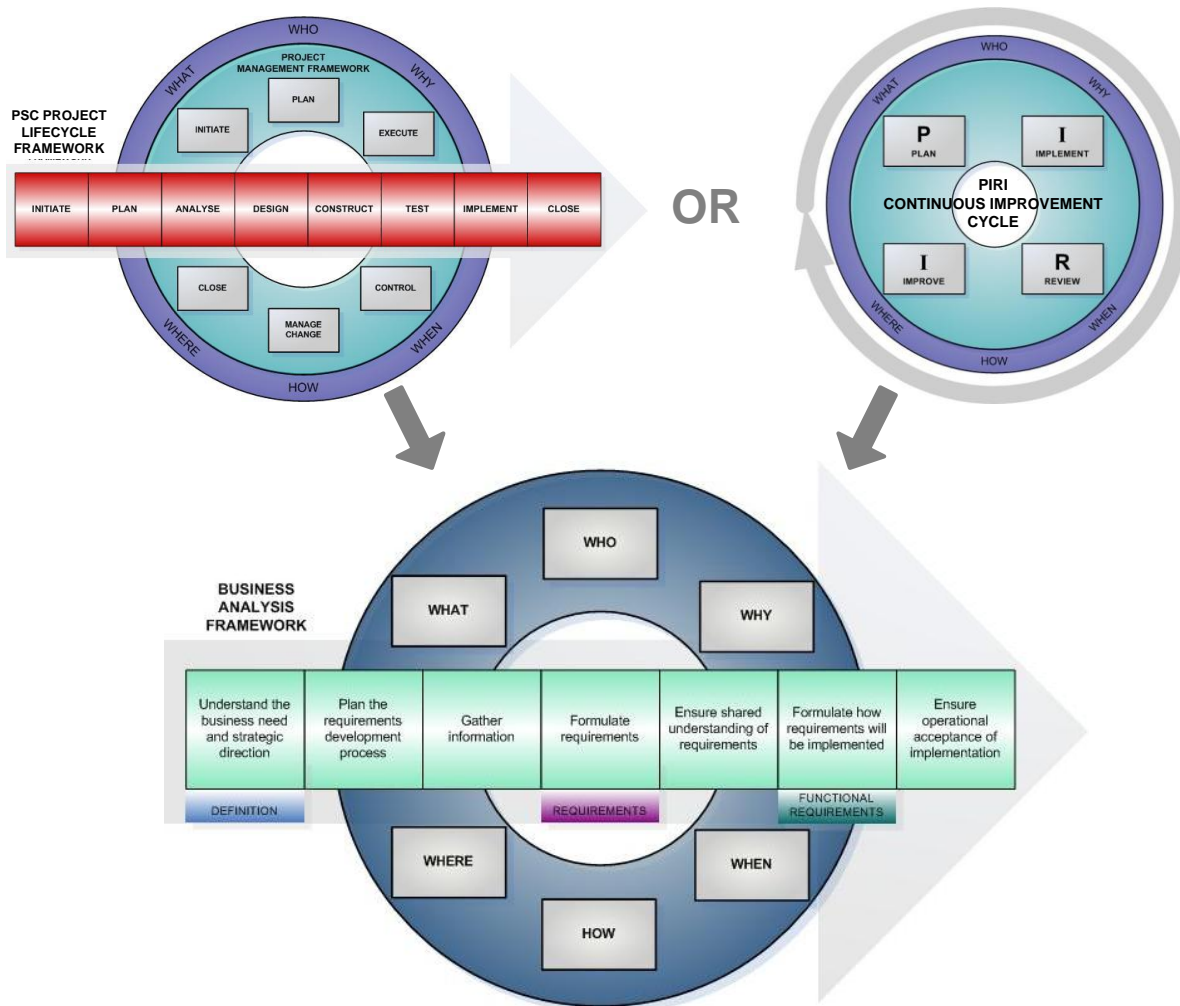 WHO
WHAT
WHY
PROJECT
MANAGEMENT FRAMEWORK
PLAN
INITIATE
EXECUTE
PSC PROJECT
LIFECYCLE
FRAMEWORK
INITIATE
PLAN
ANALYSE
DESIGN
CONSTRUCT
TEST
IMPLEMENT
CLOSE
CLOSE
CONTROL
MANAGE
CHANGE
WHERE
WHEN
HOW
OR
WHO
WHAT
WHY
P
PLAN
I
IMPLEMENT
PIRI
CONTINUOUS IMPROVEMENT
CYCLE
I
IMPROVE
R
REVIEW
WHERE
WHEN
HOW
WHO
WHAT
WHY
BUSINESS
ANALYSIS
FRAMEWORK
Understand the
business need
and strategic
direction
Plan the
requirements
development
process
Gather
information
Formulate
requirements
Ensure shared
understanding of
requirements
Formulate how
requirements will
be implemented
Ensure
operational
acceptance of
implementation
DEFINITION
REQUIREMENTS
FUNCTIONAL
REQUIREMENTS
WHERE
WHEN
HOW